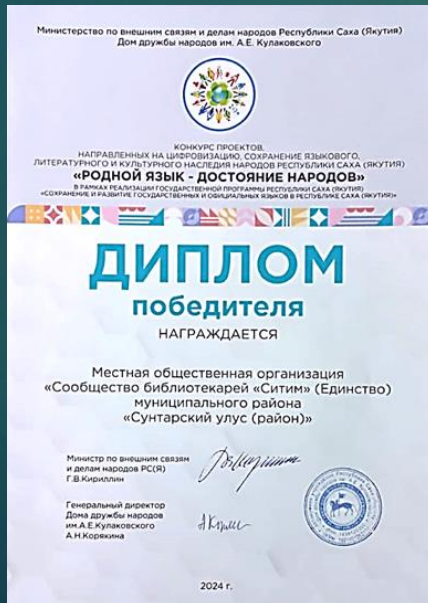 Министерство по внешним связям и делам народов Республики Саха (Якутия)
Дом дружбы народов им. А.Е. Кулаковского
КОНКУРС ПРОЕКТОВ,
НАПРАВЛЕННЫХ НА ЦИФРОВИЗАЦИЮ, СОХРАНЕНИЕ ЯЗЫКОВОГО,
ЛИТЕРАТУРНОГО И КУЛЬТУРНОГО НАСЛЕДИЯ НАРОДОВ РЕСПУБЛИКИ САХА (ЯКУТИЯ)
«РОДНОЙ ЯЗЫК - ДОСТОЯНИЕ НАРОДОВ»
В РАМКАХ РЕАЛИЗАЦИИ ГОСУДАРСТВЕННОЙ ПРОГРАММЫ РЕСПУБЛИКИ САХА (ЯКУТИЯ)
«СОХРАНЕНИЕ И РАЗВИТИЕ ГОСУДАРСТВЕННЫХ И ОФИЦИАЛЬНЫХ ЯЗЫКОВ В РЕСПУБЛИКЕ САХА (ЯКУТИЯ)»
ДИПЛОМ
победителя
НАГРАЖДАЕТСЯ
Местная общественная организация
«Сообщество библиотекарей «Ситим» (Единство)
муниципального района
«Сунтарский улус (район)»
Министр по внешним связям
и делам народов РС(Я)
Г.В.Кириллин
Генеральный директор
Дома дружбы народов
им.А.Е.Кулаковского
А.Н.Корякина
2024 г.